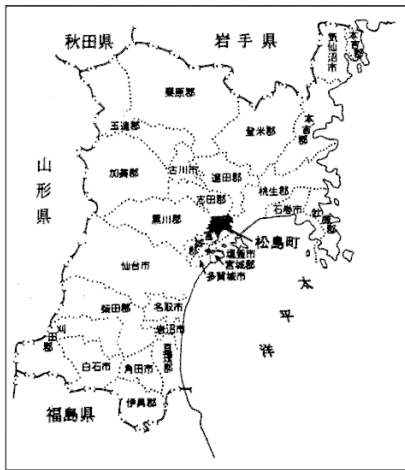 秋田県
岩手県
山形県
気仙沼市
本吉郡
栗原郡
玉造郡
登米郡
本吉郡
加美郡
古川市
遠田郡
志田郡
桃生郡
石巻市
牡鹿郡
黒川郡
松島町
塩釜市
宮城郡
多賀城市
仙台市
太平洋
柴田郡
名取市
岩沼市
亘理郡
刈田郡
白石市
角田市
伊具郡
福島県